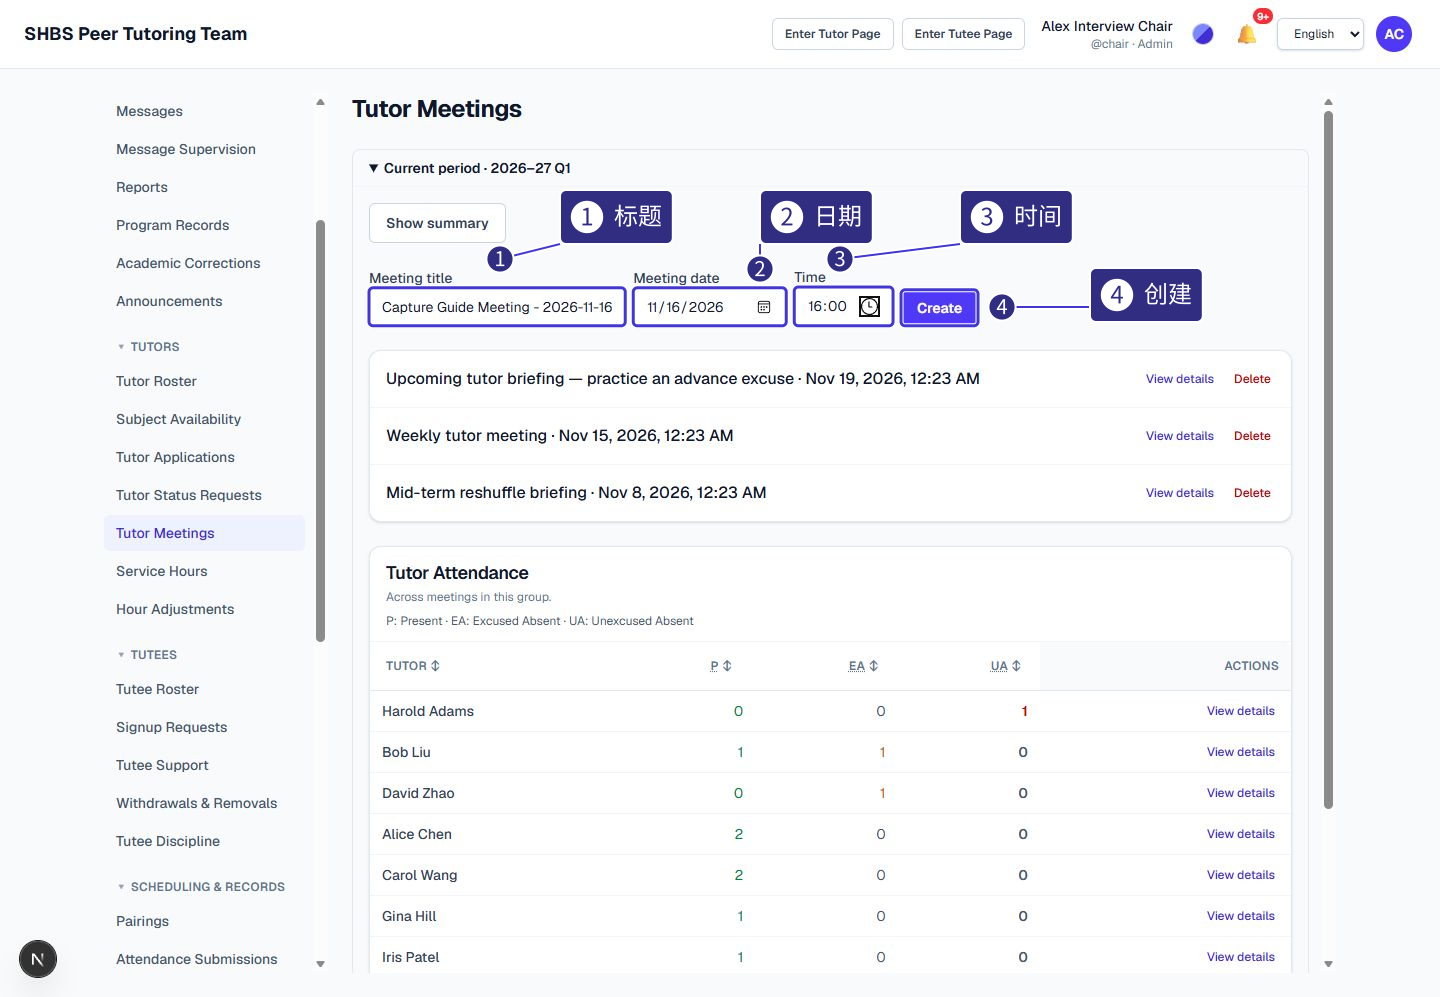 SHBS Peer Tutoring Team
Enter Tutor Page
Enter Tutee Page
Alex Interview Chair
@chair · Admin
9+
English
AC
Messages
Message Supervision
Reports
Program Records
Academic Corrections
Announcements
TUTORS
Tutor Roster
Subject Availability
Tutor Applications
Tutor Status Requests
Tutor Meetings
Service Hours
Hour Adjustments
TUTEES
Tutee Roster
Signup Requests
Tutee Support
Withdrawals & Removals
Tutee Discipline
SCHEDULING & RECORDS
Pairings
Attendance Submissions
N
Tutor Meetings
Current period · 2026–27 Q1
Show summary
1 标题
2 日期
3 时间
4 创建
1
2
3
4
Meeting title
Meeting date
Time
Capture Guide Meeting - 2026-11-16
11/16/2026
16:00
Create
Upcoming tutor briefing — practice an advance excuse · Nov 19, 2026, 12:23 AM View details Delete
Weekly tutor meeting · Nov 15, 2026, 12:23 AM View details Delete
Mid-term reshuffle briefing · Nov 8, 2026, 12:23 AM View details Delete
Tutor Attendance
Across meetings in this group.
P: Present · EA: Excused Absent · UA: Unexcused Absent
TUTOR P EA UA ACTIONS
Harold Adams 0 0 1 View details
Bob Liu 1 1 0 View details
David Zhao 0 1 0 View details
Alice Chen 2 0 0 View details
Carol Wang 2 0 0 View details
Gina Hill 1 0 0 View details
Iris Patel 1 0 0 View details